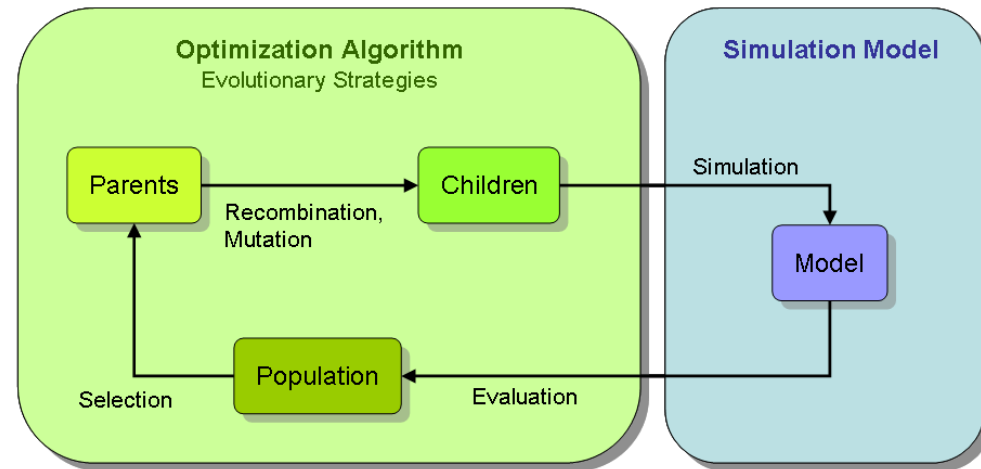 Optimization Algorithm
Evolutionary Strategies
Simulation Model
Parents
Children
Simulation
Recombination,
Mutation
Model
Population
Selection
Evaluation